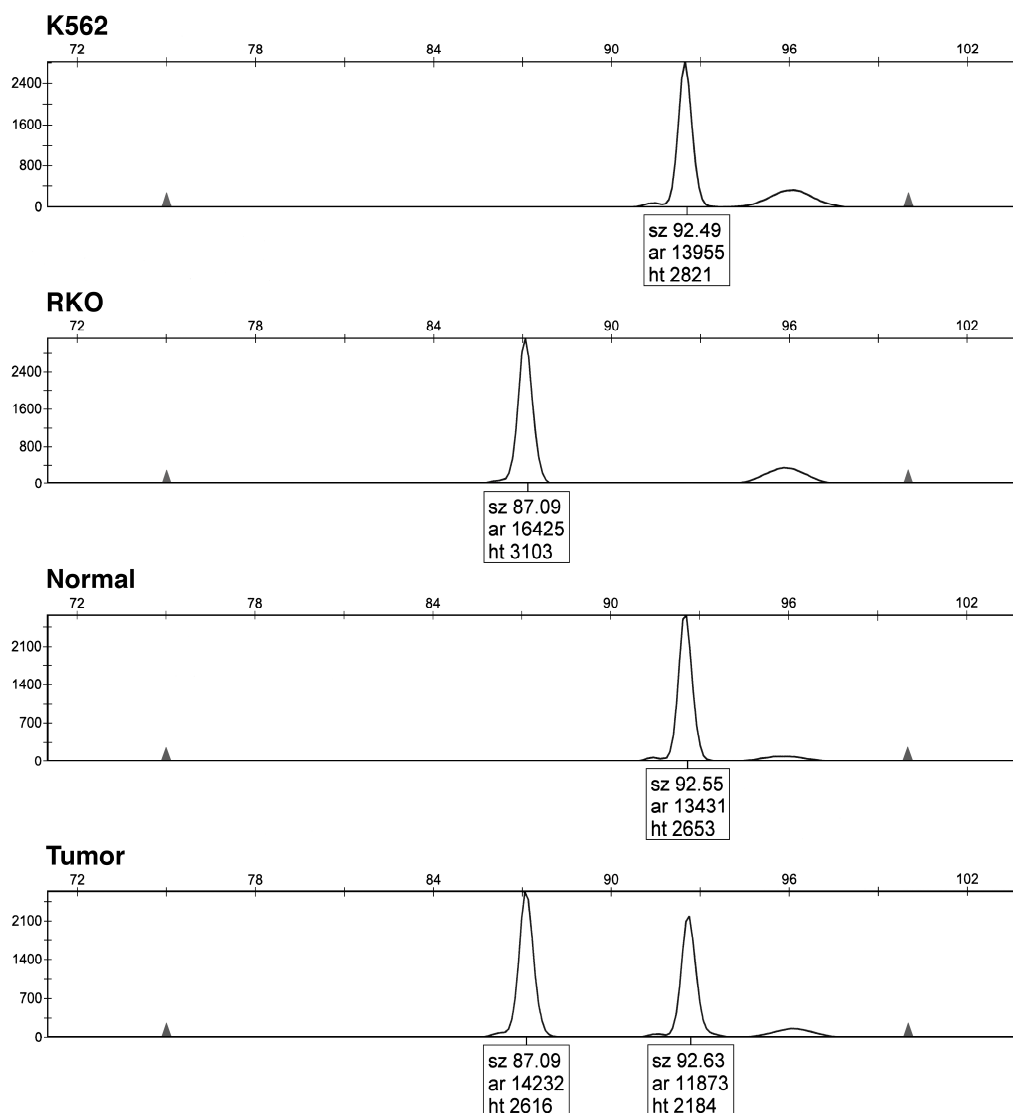 K562
72 78 84 90 96 102
2400
1600
800
0
sz 92.49
ar 13955
ht 2821
RKO
72 78 84 90 96 102
2400
1600
800
0
sz 87.09
ar 16425
ht 3103
Normal
72 78 84 90 96 102
2100
1400
700
0
sz 92.55
ar 13431
ht 2653
Tumor
72 78 84 90 96 102
2100
1400
700
0
sz 87.09 sz 92.63
ar 14232 ar 11873
ht 2616 ht 2184